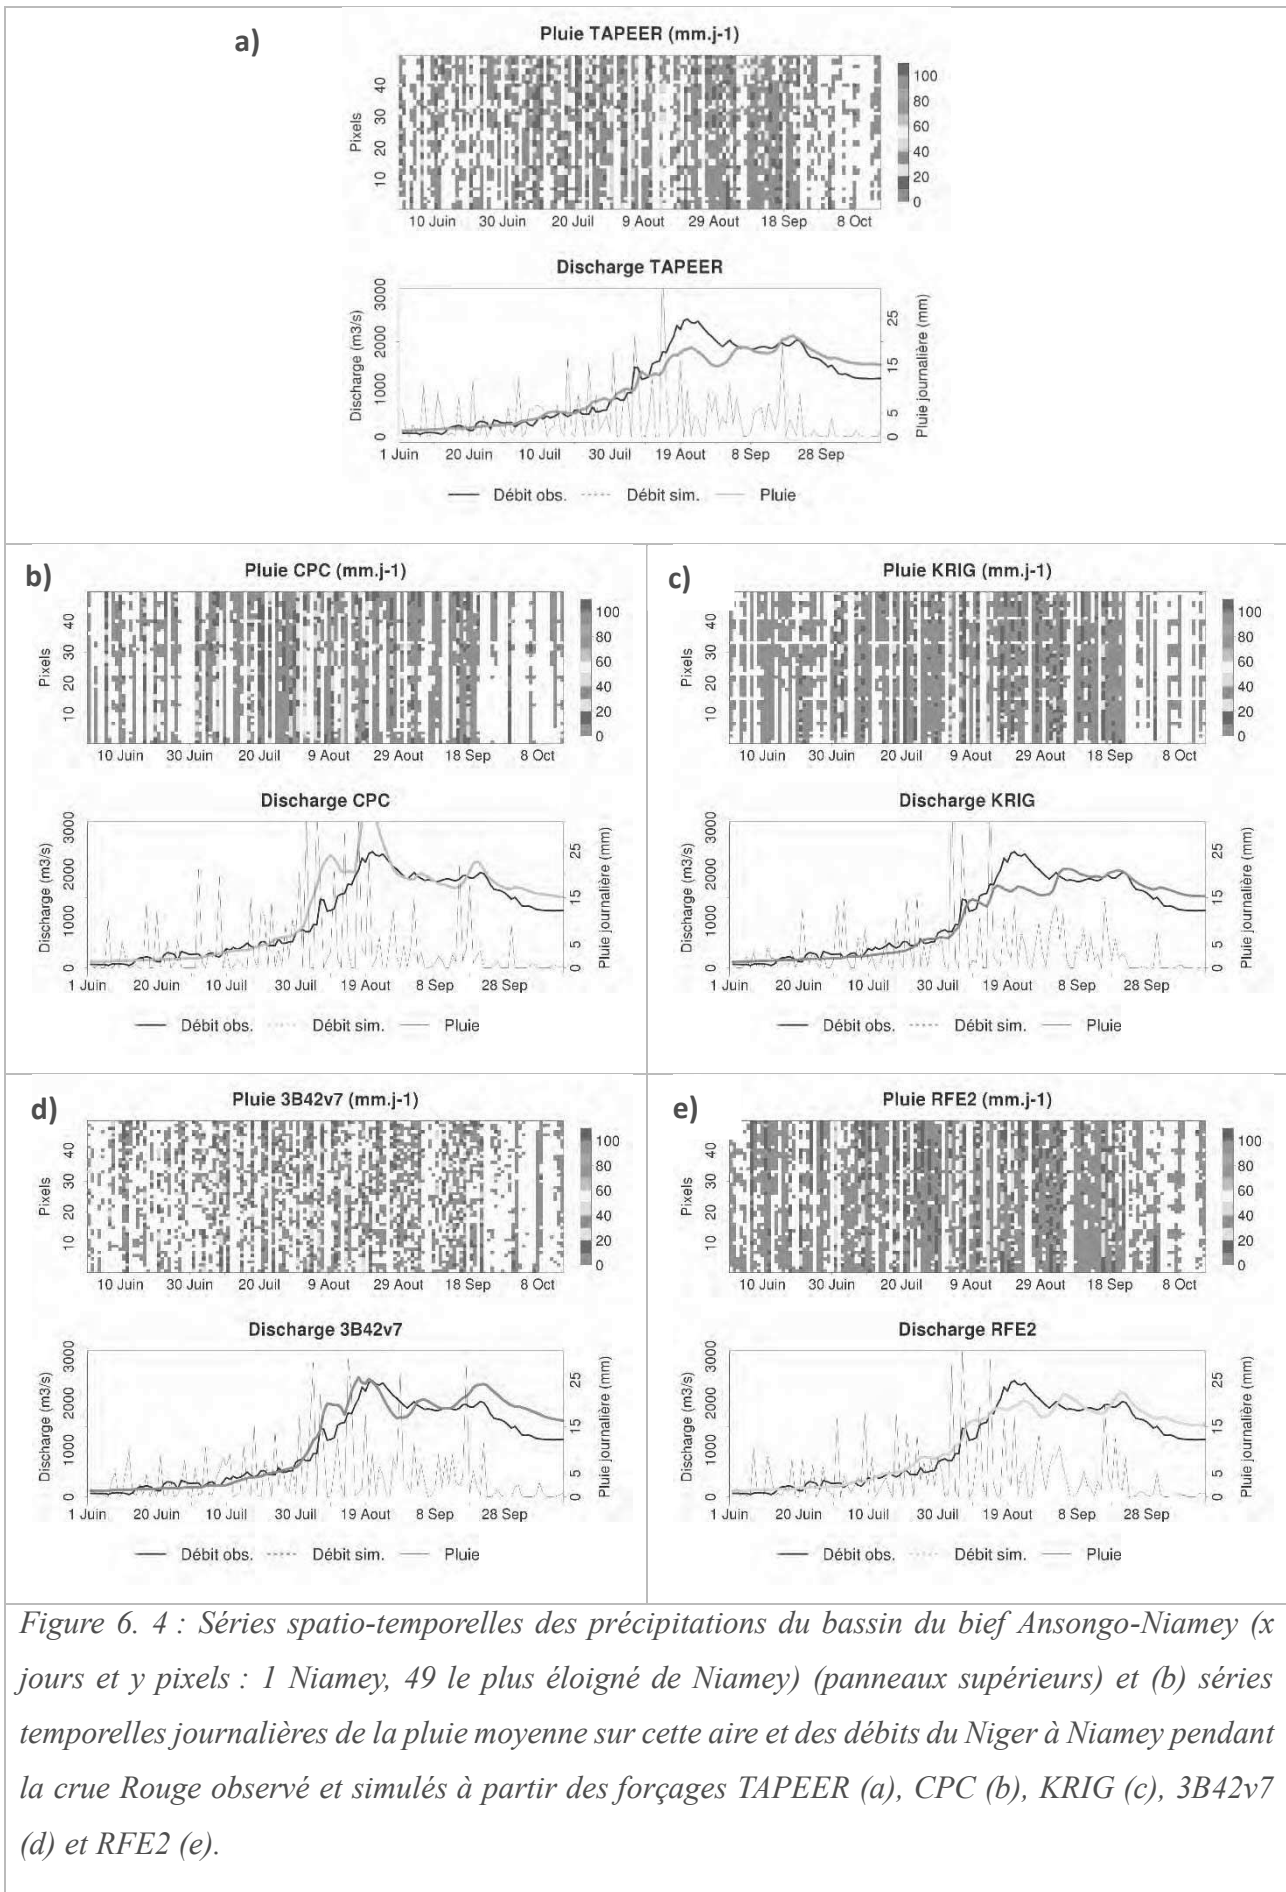 a)
Pluie TAPEER (mm.j-1)
Pixels
10 20 30 40
100
80
60
40
20
0
10 Juin 30 Juin 20 Juil 9 Aout 29 Aout 18 Sep 8 Oct
Discharge TAPEER
Discharge (m3/s)
0 1000 2000 3000
Pluie journalière (mm)
0 5 15 25
1 Juin 20 Juin 10 Juil 30 Juil 19 Aout 8 Sep 28 Sep
Débit obs. Débit sim. Pluie
b)
Pluie CPC (mm.j-1)
Pixels
10 20 30 40
100
80
60
40
20
0
10 Juin 30 Juin 20 Juil 9 Aout 29 Aout 18 Sep 8 Oct
Discharge CPC
Discharge (m3/s)
0 1000 2000 3000
Pluie journalière (mm)
0 5 15 25
1 Juin 20 Juin 10 Juil 30 Juil 19 Aout 8 Sep 28 Sep
Débit obs. Débit sim. Pluie
c)
Pluie KRIG (mm.j-1)
Pixels
10 20 30 40
100
80
60
40
20
0
10 Juin 30 Juin 20 Juil 9 Aout 29 Aout 18 Sep 8 Oct
Discharge KRIG
Discharge (m3/s)
0 1000 2000 3000
Pluie journalière (mm)
0 5 15 25
1 Juin 20 Juin 10 Juil 30 Juil 19 Aout 8 Sep 28 Sep
Débit obs. Débit sim. Pluie
d)
Pluie 3B42v7 (mm.j-1)
Pixels
10 20 30 40
100
80
60
40
20
0
10 Juin 30 Juin 20 Juil 9 Aout 29 Aout 18 Sep 8 Oct
Discharge 3B42v7
Discharge (m3/s)
0 1000 2000 3000
Pluie journalière (mm)
0 5 15 25
1 Juin 20 Juin 10 Juil 30 Juil 19 Aout 8 Sep 28 Sep
Débit obs. Débit sim. Pluie
e)
Pluie RFE2 (mm.j-1)
Pixels
10 20 30 40
100
80
60
40
20
0
10 Juin 30 Juin 20 Juil 9 Aout 29 Aout 18 Sep 8 Oct
Discharge RFE2
Discharge (m3/s)
0 1000 2000 3000
Pluie journalière (mm)
0 5 15 25
1 Juin 20 Juin 10 Juil 30 Juil 19 Aout 8 Sep 28 Sep
Débit obs. Débit sim. Pluie
Figure 6. 4 : Séries spatio-temporelles des précipitations du bassin du bief Ansongo-Niamey (x
jours et y pixels : 1 Niamey, 49 le plus éloigné de Niamey) (panneaux supérieurs) et (b) séries
temporelles journalières de la pluie moyenne sur cette aire et des débits du Niger à Niamey pendant
la crue Rouge observé et simulés à partir des forçages TAPEER (a), CPC (b), KRIG (c), 3B42v7
(d) et RFE2 (e).